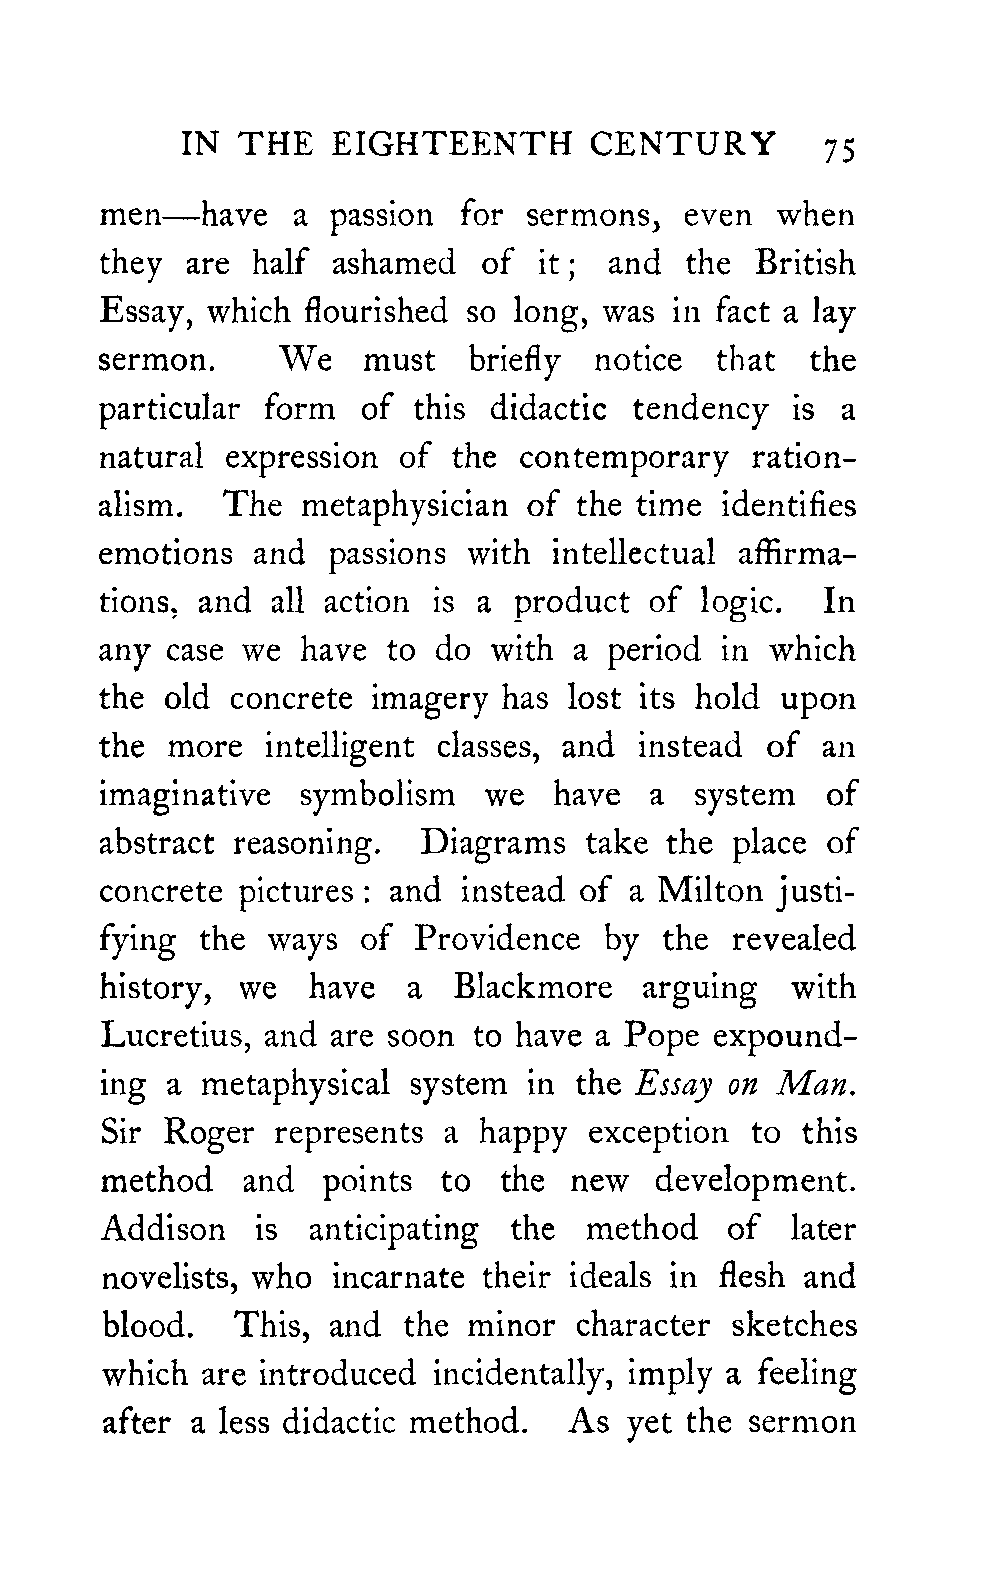 IN THE EIGHTEENTH CENTURY 75
men—have a passion for sermons, even when
they are half ashamed of it; and the British
Essay, which flourished so long, was in fact a lay
sermon. We must briefly notice that the
particular form of this didactic tendency is a
natural expression of the contemporary ration-
alism. The metaphysician of the time identifies
emotions and passions with intellectual affirma-
tions, and all action is a product of logic. In
any case we have to do with a period in which
the old concrete imagery has lost its hold upon
the more intelligent classes, and instead of an
imaginative symbolism we have a system of
abstract reasoning. Diagrams take the place of
concrete pictures: and instead of a Milton justi-
fying the ways of Providence by the revealed
history, we have a Blackmore arguing with
Lucretius, and are soon to have a Pope expound-
ing a metaphysical system in the Essay on Man.
Sir Roger represents a happy exception to this
method and points to the new development.
Addison is anticipating the method of later
novelists, who incarnate their ideals in flesh and
blood. This, and the minor character sketches
which are introduced incidentally, imply a feeling
after a less didactic method. As yet the sermon